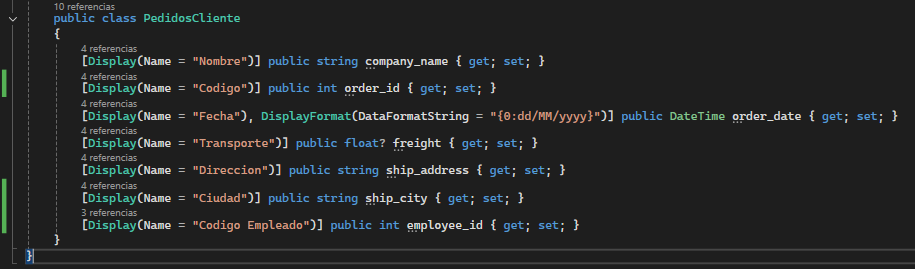 10 referencias
public class PedidosCliente
{
4 referencias
[Display(Name = "Nombre")] public string company_name { get; set; }
4 referencias
[Display(Name = "Codigo")] public int order_id { get; set; }
4 referencias
[Display(Name = "Fecha"), DisplayFormat(DataFormatString = "{0:dd/MM/yyyy}")] public DateTime order_date { get; set; }
4 referencias
[Display(Name = "Transporte")] public float? freight { get; set; }
4 referencias
[Display(Name = "Direccion")] public string ship_address { get; set; }
4 referencias
[Display(Name = "Ciudad")] public string ship_city { get; set; }
3 referencias
[Display(Name = "Codigo Empleado")] public int employee_id { get; set; }
}
}